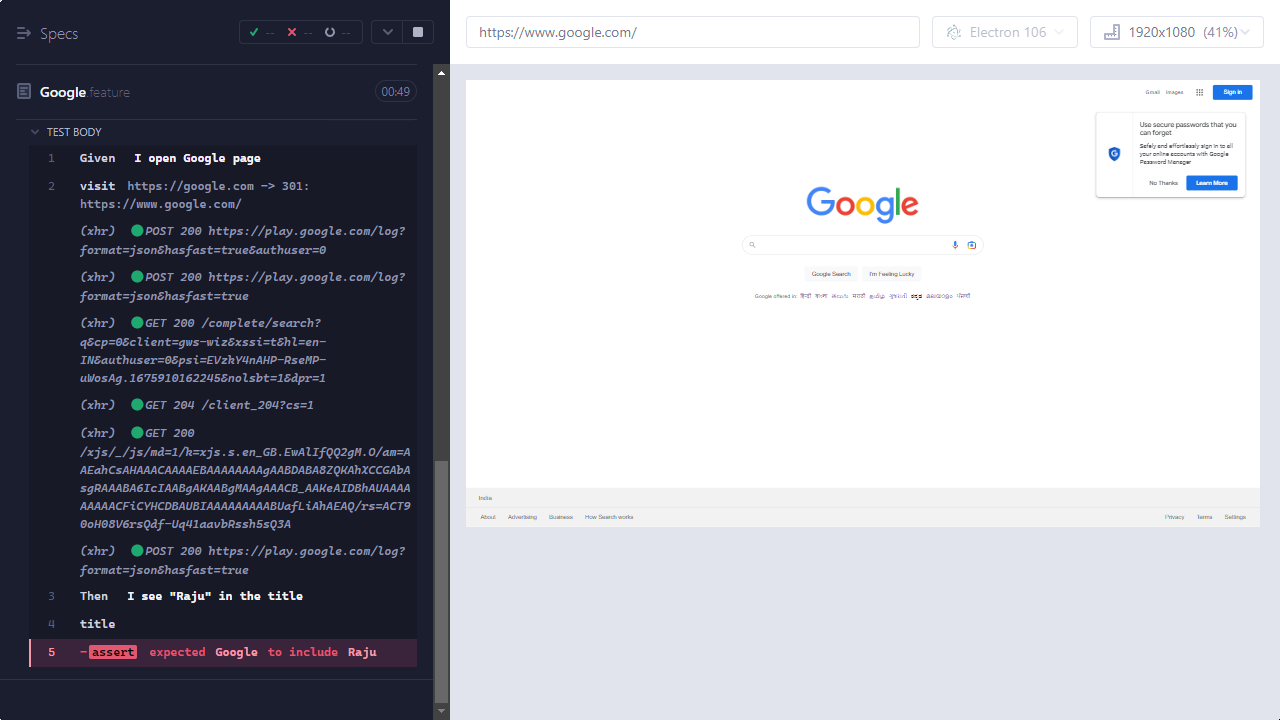 Specs
--
--
--
Google feature
00:49
TEST BODY
1 Given I open Google page
2 visit https://google.com -> 301:
https://www.google.com/
(xhr) POST 200 https://play.google.com/log?
format=json&hasfast=true&authuser=0
(xhr) POST 200 https://play.google.com/log?
format=json&hasfast=true
(xhr) GET 200 /complete/search?
q&cp=0&client=gws-wiz&xssi=t&hl=en-
IN&authuser=0&psi=EVzkY4nAHP-RseMP-
uWosAg.1675910162245&nolsbt=1&dpr=1
(xhr) GET 204 /client_204?cs=1
(xhr) GET 200
/xjs/_/js/md=1/k=xjs.s.en_GB.EwAlIfQQ2gM.O/am=A
AEahCsAHAAACAAAAEBAAAAAAAAgAABDABA8ZQKAhXCCGAbA
sgRAAABA6IcIAABgAKAABgMAAgAAACB_AAKeAIDBhAUAAAA
AAAAACFiCYHCDBAUBIAAAAAAAAABUafLiAhAEAQ/rs=ACT9
0oH08V6rsQdf-Uq41aavbRssh5sQ3A
(xhr) POST 200 https://play.google.com/log?
format=json&hasfast=true
3 Then I see "Raju" in the title
4 title
5 -assert expected Google to include Raju
https://www.google.com/
Electron 106
1920x1080 (41%)
Gmail Images
Sign in
Use secure passwords that you
can forget
Safely and effortlessly sign in to all
your online accounts with Google
Password Manager
No Thanks Learn More
Google
Google Search I'm Feeling Lucky
Google offered in: हिन्दी বাংলা తెలుగు मराठी தமிழ் ગુજરાતી ಕನ್ನಡ മലയാളം ਪੰਜਾਬੀ
India
About Advertising Business How Search works
Privacy Terms Settings